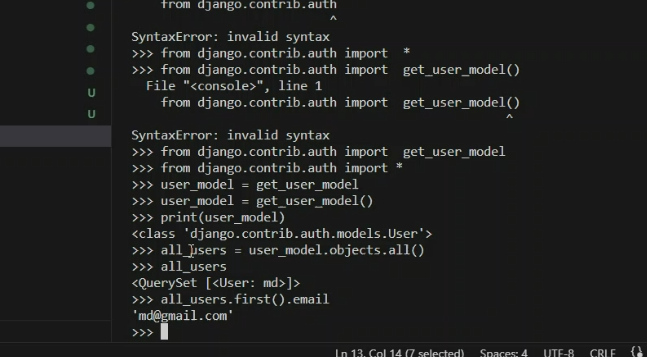 from django.contrib.auth
^
SyntaxError: invalid syntax
>>> from django.contrib.auth import  *
>>> from django.contrib.auth import  get_user_model()
File "<console>", line 1
from django.contrib.auth import  get_user_model()
^
SyntaxError: invalid syntax
>>> from django.contrib.auth import  get_user_model
>>> from django.contrib.auth import *
>>> user_model = get_user_model
>>> user_model = get_user_model()
>>> print(user_model)
<class 'django.contrib.auth.models.User'>
>>> all_users = user_model.objects.all()
>>> all_users
<QuerySet [<User: md>]>
>>> all_users.first().email
'md@gmail.com'
>>>
U
U
Ln 13, Col 14 (7 selected) Spaces: 4 UTF-8 CRLF {}